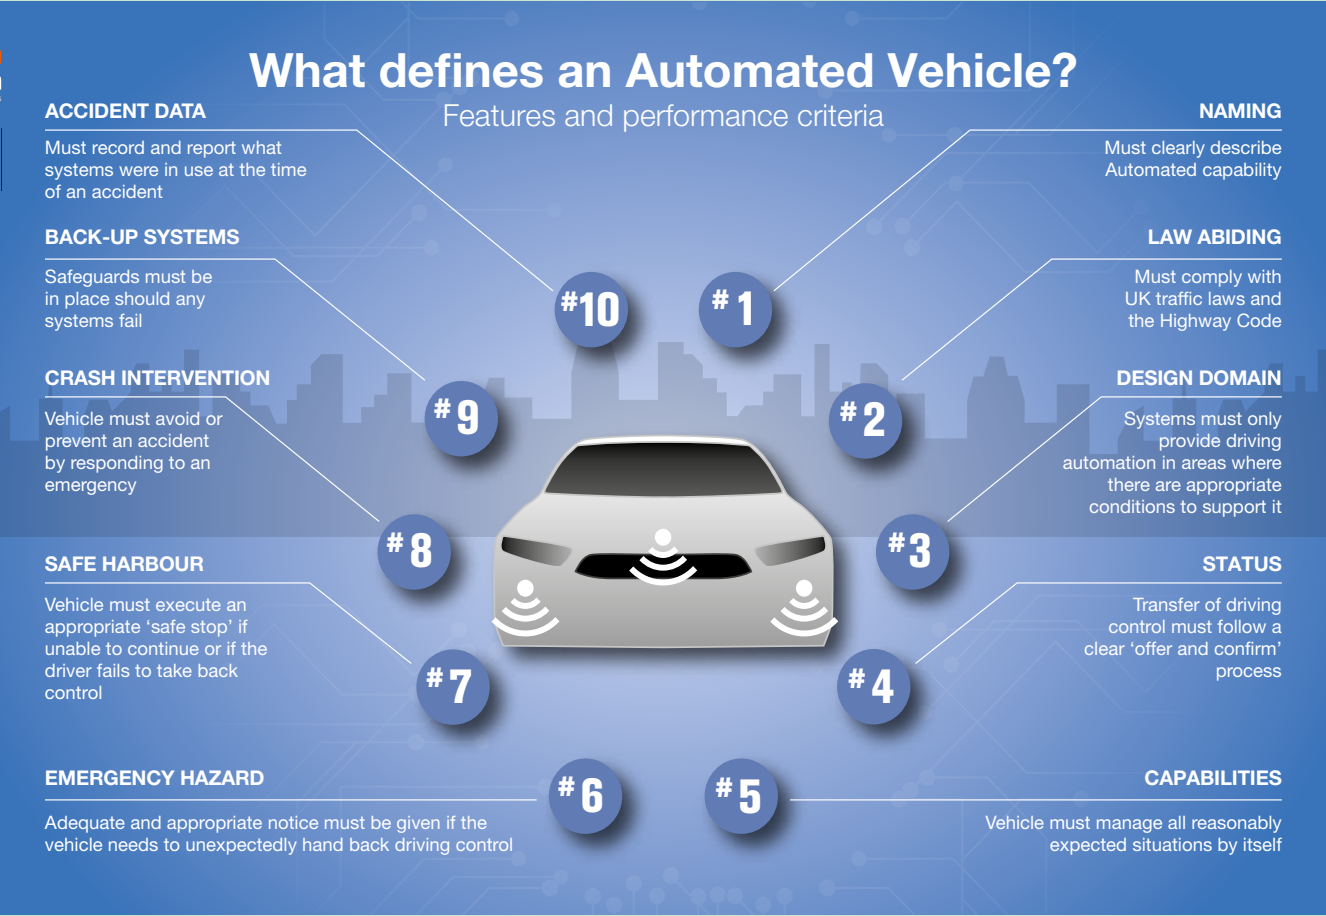 What defines an Automated Vehicle?
Features and performance criteria
ACCIDENT DATA
Must record and report what
systems were in use at the time
of an accident
BACK-UP SYSTEMS
Safeguards must be
in place should any
systems fail
CRASH INTERVENTION
Vehicle must avoid or
prevent an accident
by responding to an
emergency
SAFE HARBOUR
Vehicle must execute an
appropriate ‘safe stop’ if
unable to continue or if the
driver fails to take back
control
EMERGENCY HAZARD
Adequate and appropriate notice must be given if the
vehicle needs to unexpectedly hand back driving control
#10
#9
#8
#7
#6
#1
#2
#3
#4
#5
NAMING
Must clearly describe
Automated capability
LAW ABIDING
Must comply with
UK traffic laws and
the Highway Code
DESIGN DOMAIN
Systems must only
provide driving
automation in areas where
there are appropriate
conditions to support it
STATUS
Transfer of driving
control must follow a
clear ‘offer and confirm’
process
CAPABILITIES
Vehicle must manage all reasonably
expected situations by itself